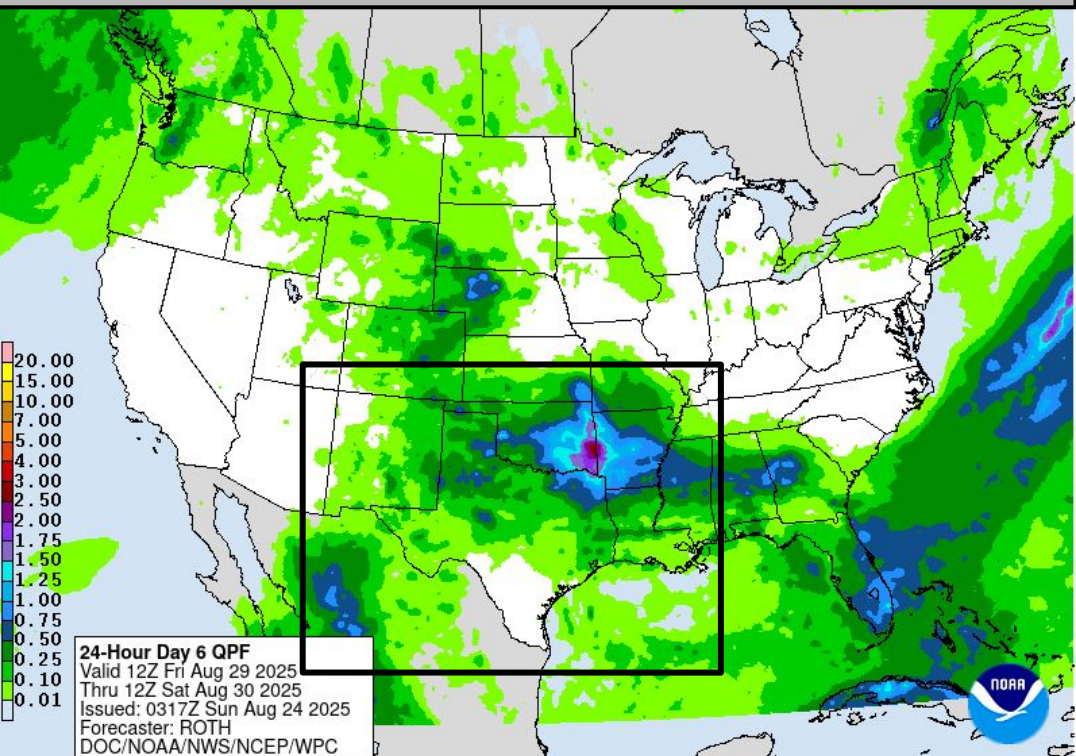 20.00
15.00
10.00
7.00
5.00
4.00
3.00
2.50
2.00
1.75
1.50
1.25
1.00
0.75
0.50
0.25
0.10
0.01
24-Hour Day 6 QPF
Valid 12Z Fri Aug 29 2025
Thru 12Z Sat Aug 30 2025
Issued: 0317Z Sun Aug 24 2025
Forecaster: ROTH
DOC/NOAA/NWS/NCEP/WPC
NOAA